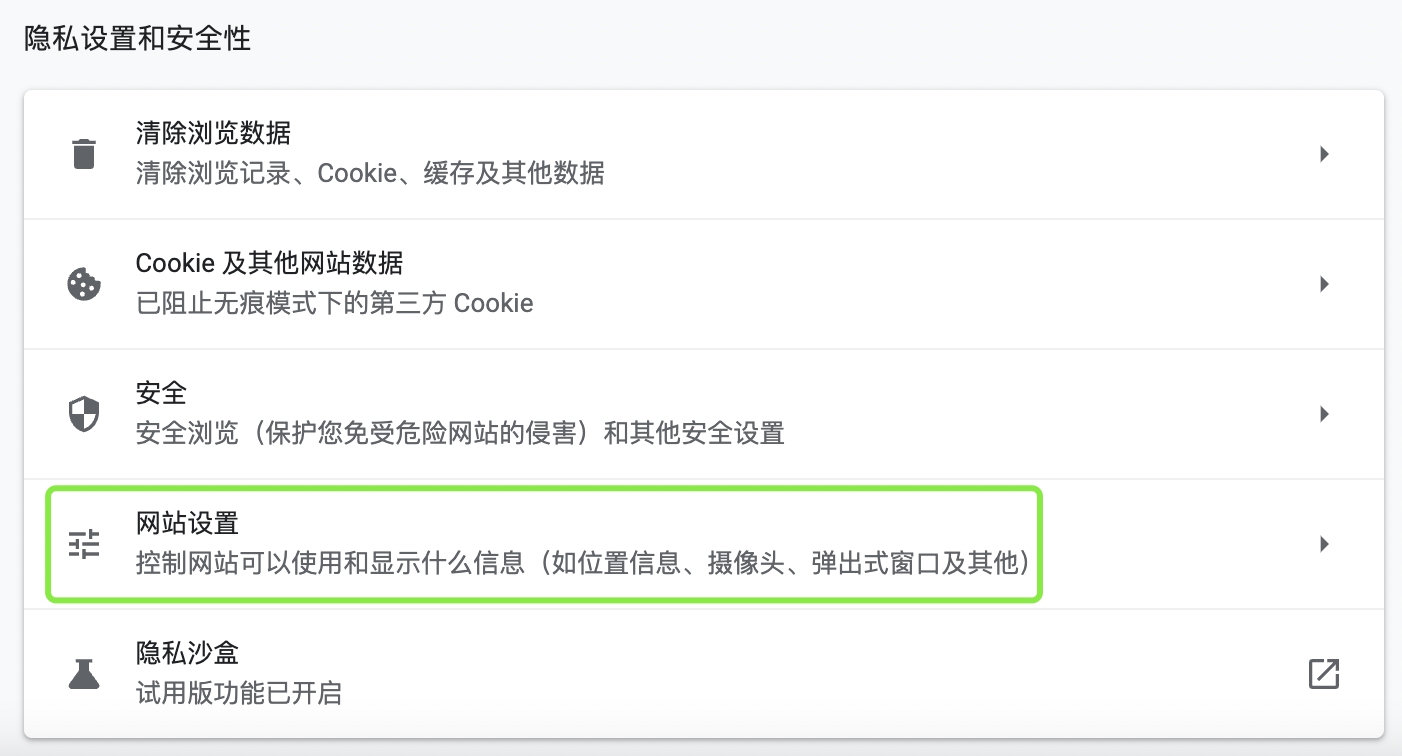 隐私设置和安全性
清除浏览数据
清除浏览记录、Cookie、缓存及其他数据
Cookie 及其他网站数据
已阻止无痕模式下的第三方 Cookie
安全
安全浏览（保护您免受危险网站的侵害）和其他安全设置
网站设置
控制网站可以使用和显示什么信息（如位置信息、摄像头、弹出式窗口及其他）
隐私沙盒
试用版功能已开启